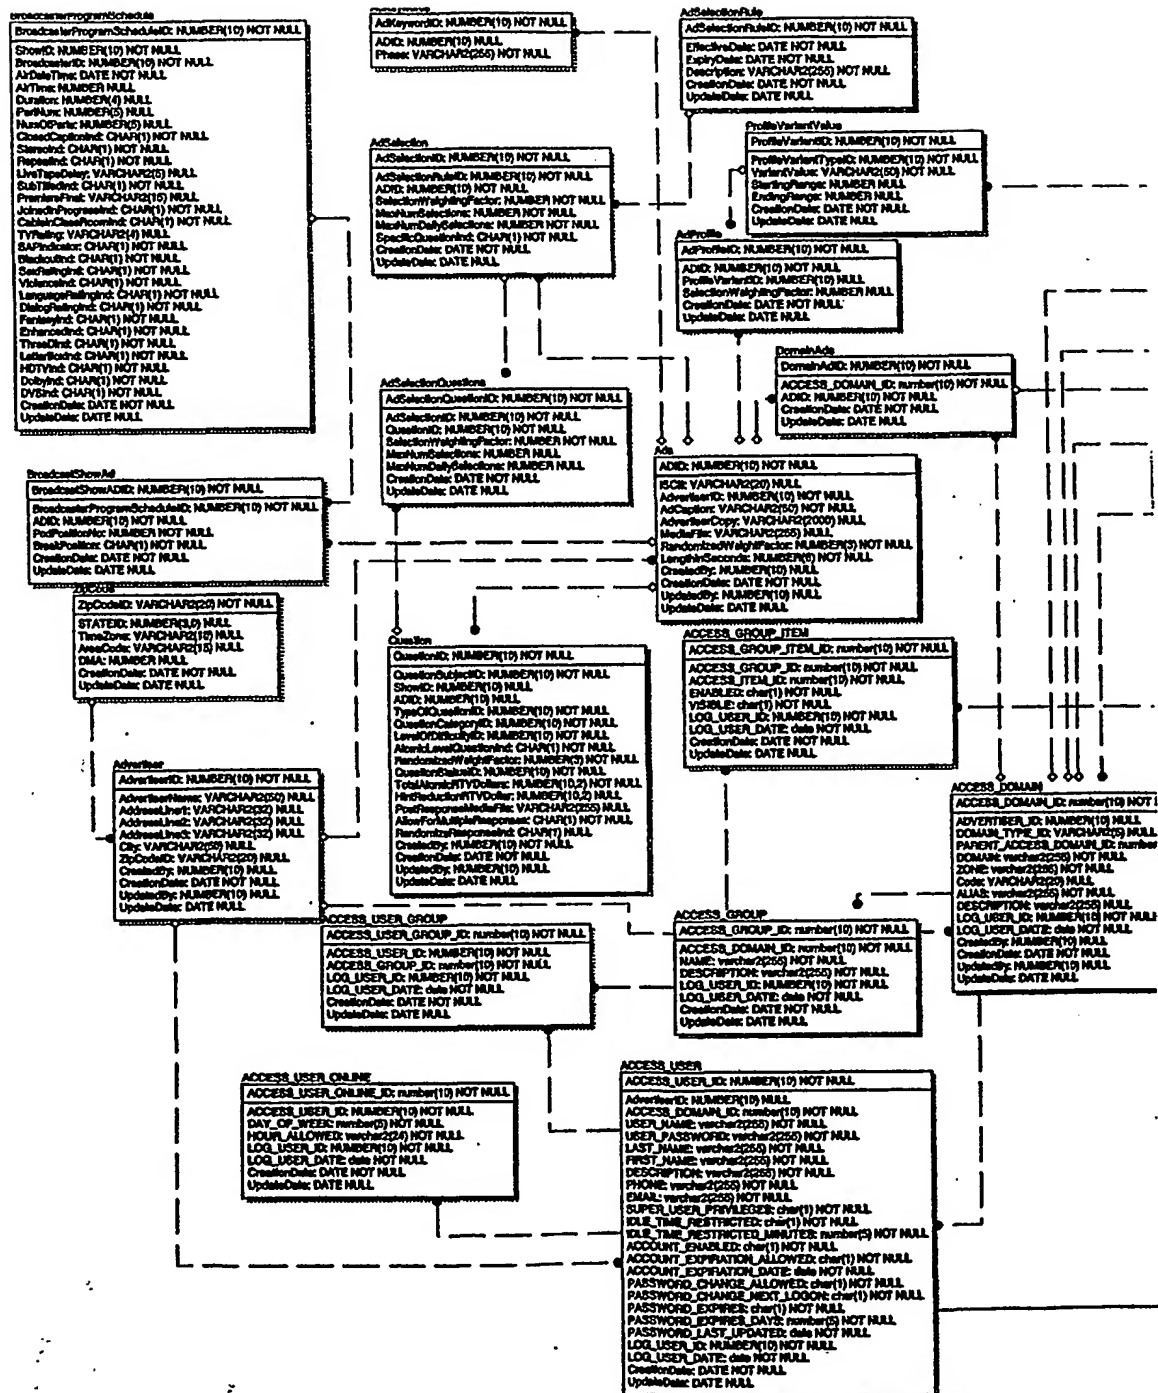 BroadcasterProgramSchedule
BroadcasterProgramScheduleID: NUMBER(10) NOT NULL
ShowID: NUMBER(10) NOT NULL
BroadcasterID: NUMBER(10) NOT NULL
AirDateTime: DATE NOT NULL
AirTime: NUMBER NULL
Duration: NUMBER(4) NULL
PartNum: NUMBER(5) NULL
NumOfParts: NUMBER(5) NULL
ClosedCaptionInd: CHAR(1) NOT NULL
StereoInd: CHAR(1) NOT NULL
RepeatInd: CHAR(1) NOT NULL
LiveTapeDelay: VARCHAR2(5) NULL
SubTitledInd: CHAR(1) NOT NULL
PremiereFinal: VARCHAR2(15) NULL
JoinedInProgressInd: CHAR(1) NOT NULL
CableInClassRoomInd: CHAR(1) NOT NULL
TVRating: VARCHAR2(4) NULL
SAPIndicator: CHAR(1) NOT NULL
BlackoutInd: CHAR(1) NOT NULL
SexRatingInd: CHAR(1) NOT NULL
ViolenceInd: CHAR(1) NOT NULL
LanguageRatingInd: CHAR(1) NOT NULL
DialogRatingInd: CHAR(1) NOT NULL
FantasyInd: CHAR(1) NOT NULL
EnhancedInd: CHAR(1) NOT NULL
ThreeDInd: CHAR(1) NOT NULL
LetterBoxInd: CHAR(1) NOT NULL
HDTVInd: CHAR(1) NOT NULL
DolbyInd: CHAR(1) NOT NULL
DVSInd: CHAR(1) NOT NULL
CreationDate: DATE NOT NULL
UpdateDate: DATE NULL
AdKeywordID: NUMBER(10) NOT NULL
ADID: NUMBER(10) NULL
Phase: VARCHAR2(255) NULL
AdSelectionRule
AdSelectionRuleID: NUMBER(10) NOT NULL
EffectiveDate: DATE NOT NULL
ExpiryDate: DATE NOT NULL
Description: VARCHAR2(255) NOT NULL
CreationDate: DATE NOT NULL
UpdateDate: DATE NULL
ProfileVariantValue
ProfileVariantID: NUMBER(10) NOT NULL
ProfileVariantTypeID: NUMBER(10) NOT NULL
VariantValue: VARCHAR2(50) NOT NULL
StartingRange: NUMBER NULL
EndingRange: NUMBER NULL
CreationDate: DATE NOT NULL
UpdateDate: DATE NULL
AdSelection
AdSelectionID: NUMBER(10) NOT NULL
AdSelectionRuleID: NUMBER(10) NOT NULL
ADID: NUMBER(10) NOT NULL
SelectionWeightingFactor: NUMBER NOT NULL
MaxNumSelections: NUMBER NOT NULL
MaxNumDailySelections: NUMBER NOT NULL
SpecificQuestionInd: CHAR(1) NOT NULL
CreationDate: DATE NOT NULL
UpdateDate: DATE NULL
AdProfile
AdProfileID: NUMBER(10) NOT NULL
ADID: NUMBER(10) NOT NULL
ProfileVariantID: NUMBER(10) NOT NULL
SelectionWeightingFactor: NUMBER NULL
CreationDate: DATE NOT NULL
UpdateDate: DATE NULL
DomainAds
DomainAdID: NUMBER(10) NOT NULL
ACCESS_DOMAIN_ID: number(10) NOT NULL
ADID: NUMBER(10) NOT NULL
CreationDate: DATE NOT NULL
UpdateDate: DATE NULL
AdSelectionQuestions
AdSelectionQuestionID: NUMBER(10) NOT NULL
AdSelectionID: NUMBER(10) NOT NULL
QuestionID: NUMBER(10) NOT NULL
SelectionWeightingFactor: NUMBER NOT NULL
MaxNumSelections: NUMBER NULL
MaxNumDailySelections: NUMBER NULL
CreationDate: DATE NOT NULL
UpdateDate: DATE NULL
Ads
ADID: NUMBER(10) NOT NULL
ISCII: VARCHAR2(20) NULL
AdvertiserID: NUMBER(10) NULL
AdCaption: VARCHAR2(50) NOT NULL
AdvertiserCopy: VARCHAR2(2000) NULL
MediaFile: VARCHAR2(255) NULL
RandomizedWeightFactor: NUMBER(3) NOT NULL
LengthInSeconds: NUMBER(6) NOT NULL
CreatedBy: NUMBER(10) NULL
CreationDate: DATE NOT NULL
UpdatedBy: NUMBER(10) NULL
UpdateDate: DATE NULL
BroadcastShowAd
BroadcastShowADID: NUMBER(10) NOT NULL
BroadcasterProgramScheduleID: NUMBER(10) NOT NULL
ADID: NUMBER(10) NOT NULL
PodPositionNo: NUMBER NOT NULL
BreakPosition: CHAR(1) NOT NULL
CreationDate: DATE NOT NULL
UpdateDate: DATE NULL
ZipCode
ZipCodeID: VARCHAR2(20) NOT NULL
STATEID: NUMBER(3,0) NULL
TimeZone: VARCHAR2(15) NULL
AreaCode: VARCHAR2(15) NULL
DMA: NUMBER NULL
CreationDate: DATE NOT NULL
UpdateDate: DATE NULL
Question
QuestionID: NUMBER(10) NOT NULL
QuestionSubjectID: NUMBER(10) NOT NULL
ShowID: NUMBER(10) NULL
ADID: NUMBER(10) NULL
TypeOfQuestionID: NUMBER(10) NOT NULL
QuestionCategoryID: NUMBER(10) NOT NULL
LevelOfDifficultyID: NUMBER(10) NOT NULL
AtomicLevelQuestionInd: CHAR(1) NOT NULL
RandomizedWeightFactor: NUMBER(3) NOT NULL
QuestionStatusID: NUMBER(10) NOT NULL
TotalAtomicRTVDollars: NUMBER(10,2) NOT NULL
HintReductionRTVDollar: NUMBER(10,2) NULL
PostResponseMediaFile: VARCHAR2(255) NULL
AllowForMultipleResponses: CHAR(1) NOT NULL
RandomizeResponseInd: CHAR(1) NULL
CreatedBy: NUMBER(10) NOT NULL
CreationDate: DATE NOT NULL
UpdatedBy: NUMBER(10) NULL
UpdateDate: DATE NULL
ACCESS_GROUP_ITEM
ACCESS_GROUP_ITEM_ID: number(10) NOT NULL
ACCESS_GROUP_ID: number(10) NOT NULL
ACCESS_ITEM_ID: number(10) NOT NULL
ENABLED: char(1) NOT NULL
VISIBLE: char(1) NOT NULL
LOG_USER_ID: NUMBER(10) NOT NULL
LOG_USER_DATE: date NOT NULL
CreationDate: DATE NOT NULL
UpdateDate: DATE NULL
Advertiser
AdvertiserID: NUMBER(10) NOT NULL
AdvertiserName: VARCHAR2(50) NULL
AddressLine1: VARCHAR2(32) NULL
AddressLine2: VARCHAR2(32) NULL
AddressLine3: VARCHAR2(32) NULL
City: VARCHAR2(50) NULL
ZipCodeID: VARCHAR2(20) NULL
CreatedBy: NUMBER(10) NULL
CreationDate: DATE NOT NULL
UpdatedBy: NUMBER(10) NULL
UpdateDate: DATE NULL
ACCESS_DOMAIN
ACCESS_DOMAIN_ID: number(10) NOT
ADVERTISER_ID: NUMBER(10) NULL
DOMAIN_TYPE_ID: VARCHAR2(5) NULL
PARENT_ACCESS_DOMAIN_ID: number
DOMAIN: varchar2(255) NOT NULL
ZONE: varchar2(255) NOT NULL
Code: VARCHAR2(20) NULL
ALIAS: varchar2(255) NOT NULL
DESCRIPTION: varchar2(255) NULL
LOG_USER_ID: NUMBER(10) NOT NULL
LOG_USER_DATE: date NOT NULL
CreatedBy: NUMBER(10) NULL
CreationDate: DATE NOT NULL
UpdatedBy: NUMBER(10) NULL
UpdateDate: DATE NULL
ACCESS_USER_GROUP
ACCESS_USER_GROUP_ID: number(10) NOT NULL
ACCESS_USER_ID: NUMBER(10) NOT NULL
ACCESS_GROUP_ID: number(10) NOT NULL
LOG_USER_ID: NUMBER(10) NOT NULL
LOG_USER_DATE: date NOT NULL
CreationDate: DATE NOT NULL
UpdateDate: DATE NULL
ACCESS_GROUP
ACCESS_GROUP_ID: number(10) NOT NULL
ACCESS_DOMAIN_ID: number(10) NOT NULL
NAME: varchar2(255) NOT NULL
DESCRIPTION: varchar2(255) NOT NULL
LOG_USER_ID: NUMBER(10) NOT NULL
LOG_USER_DATE: date NOT NULL
CreationDate: DATE NOT NULL
UpdateDate: DATE NULL
ACCESS_USER_ONLINE
ACCESS_USER_ONLINE_ID: number(10) NOT NULL
ACCESS_USER_ID: NUMBER(10) NOT NULL
DAY_OF_WEEK: number(5) NOT NULL
HOUR_ALLOWED: varchar2(24) NOT NULL
LOG_USER_ID: NUMBER(10) NOT NULL
LOG_USER_DATE: date NOT NULL
CreationDate: DATE NOT NULL
UpdateDate: DATE NULL
ACCESS_USER
ACCESS_USER_ID: NUMBER(10) NOT NULL
AdvertiserID: NUMBER(10) NULL
ACCESS_DOMAIN_ID: number(10) NOT NULL
USER_NAME: varchar2(255) NOT NULL
USER_PASSWORD: varchar2(255) NOT NULL
LAST_NAME: varchar2(255) NOT NULL
FIRST_NAME: varchar2(255) NOT NULL
DESCRIPTION: varchar2(255) NOT NULL
PHONE: varchar2(255) NOT NULL
EMAIL: varchar2(255) NOT NULL
SUPER_USER_PRIVILEGES: char(1) NOT NULL
IDLE_TIME_RESTRICTED: char(1) NOT NULL
IDLE_TIME_RESTRICTED_MINUTES: number(5) NOT NULL
ACCOUNT_ENABLED: char(1) NOT NULL
ACCOUNT_EXPIRATION_ALLOWED: char(1) NOT NULL
ACCOUNT_EXPIRATION_DATE: date NOT NULL
PASSWORD_CHANGE_ALLOWED: char(1) NOT NULL
PASSWORD_CHANGE_NEXT_LOGON: char(1) NOT NULL
PASSWORD_EXPIRES: char(1) NOT NULL
PASSWORD_EXPIRES_DAYS: number(5) NOT NULL
PASSWORD_LAST_UPDATED: date NOT NULL
LOG_USER_ID: NUMBER(10) NOT NULL
LOG_USER_DATE: date NOT NULL
CreationDate: DATE NOT NULL
UpdateDate: DATE NULL